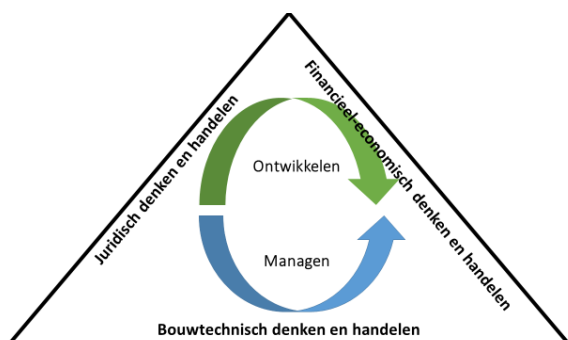 Juridisch denken en handelen
Financieel-economisch denken en handelen
Ontwikkelen
Managen
Bouwtechnisch denken en handelen